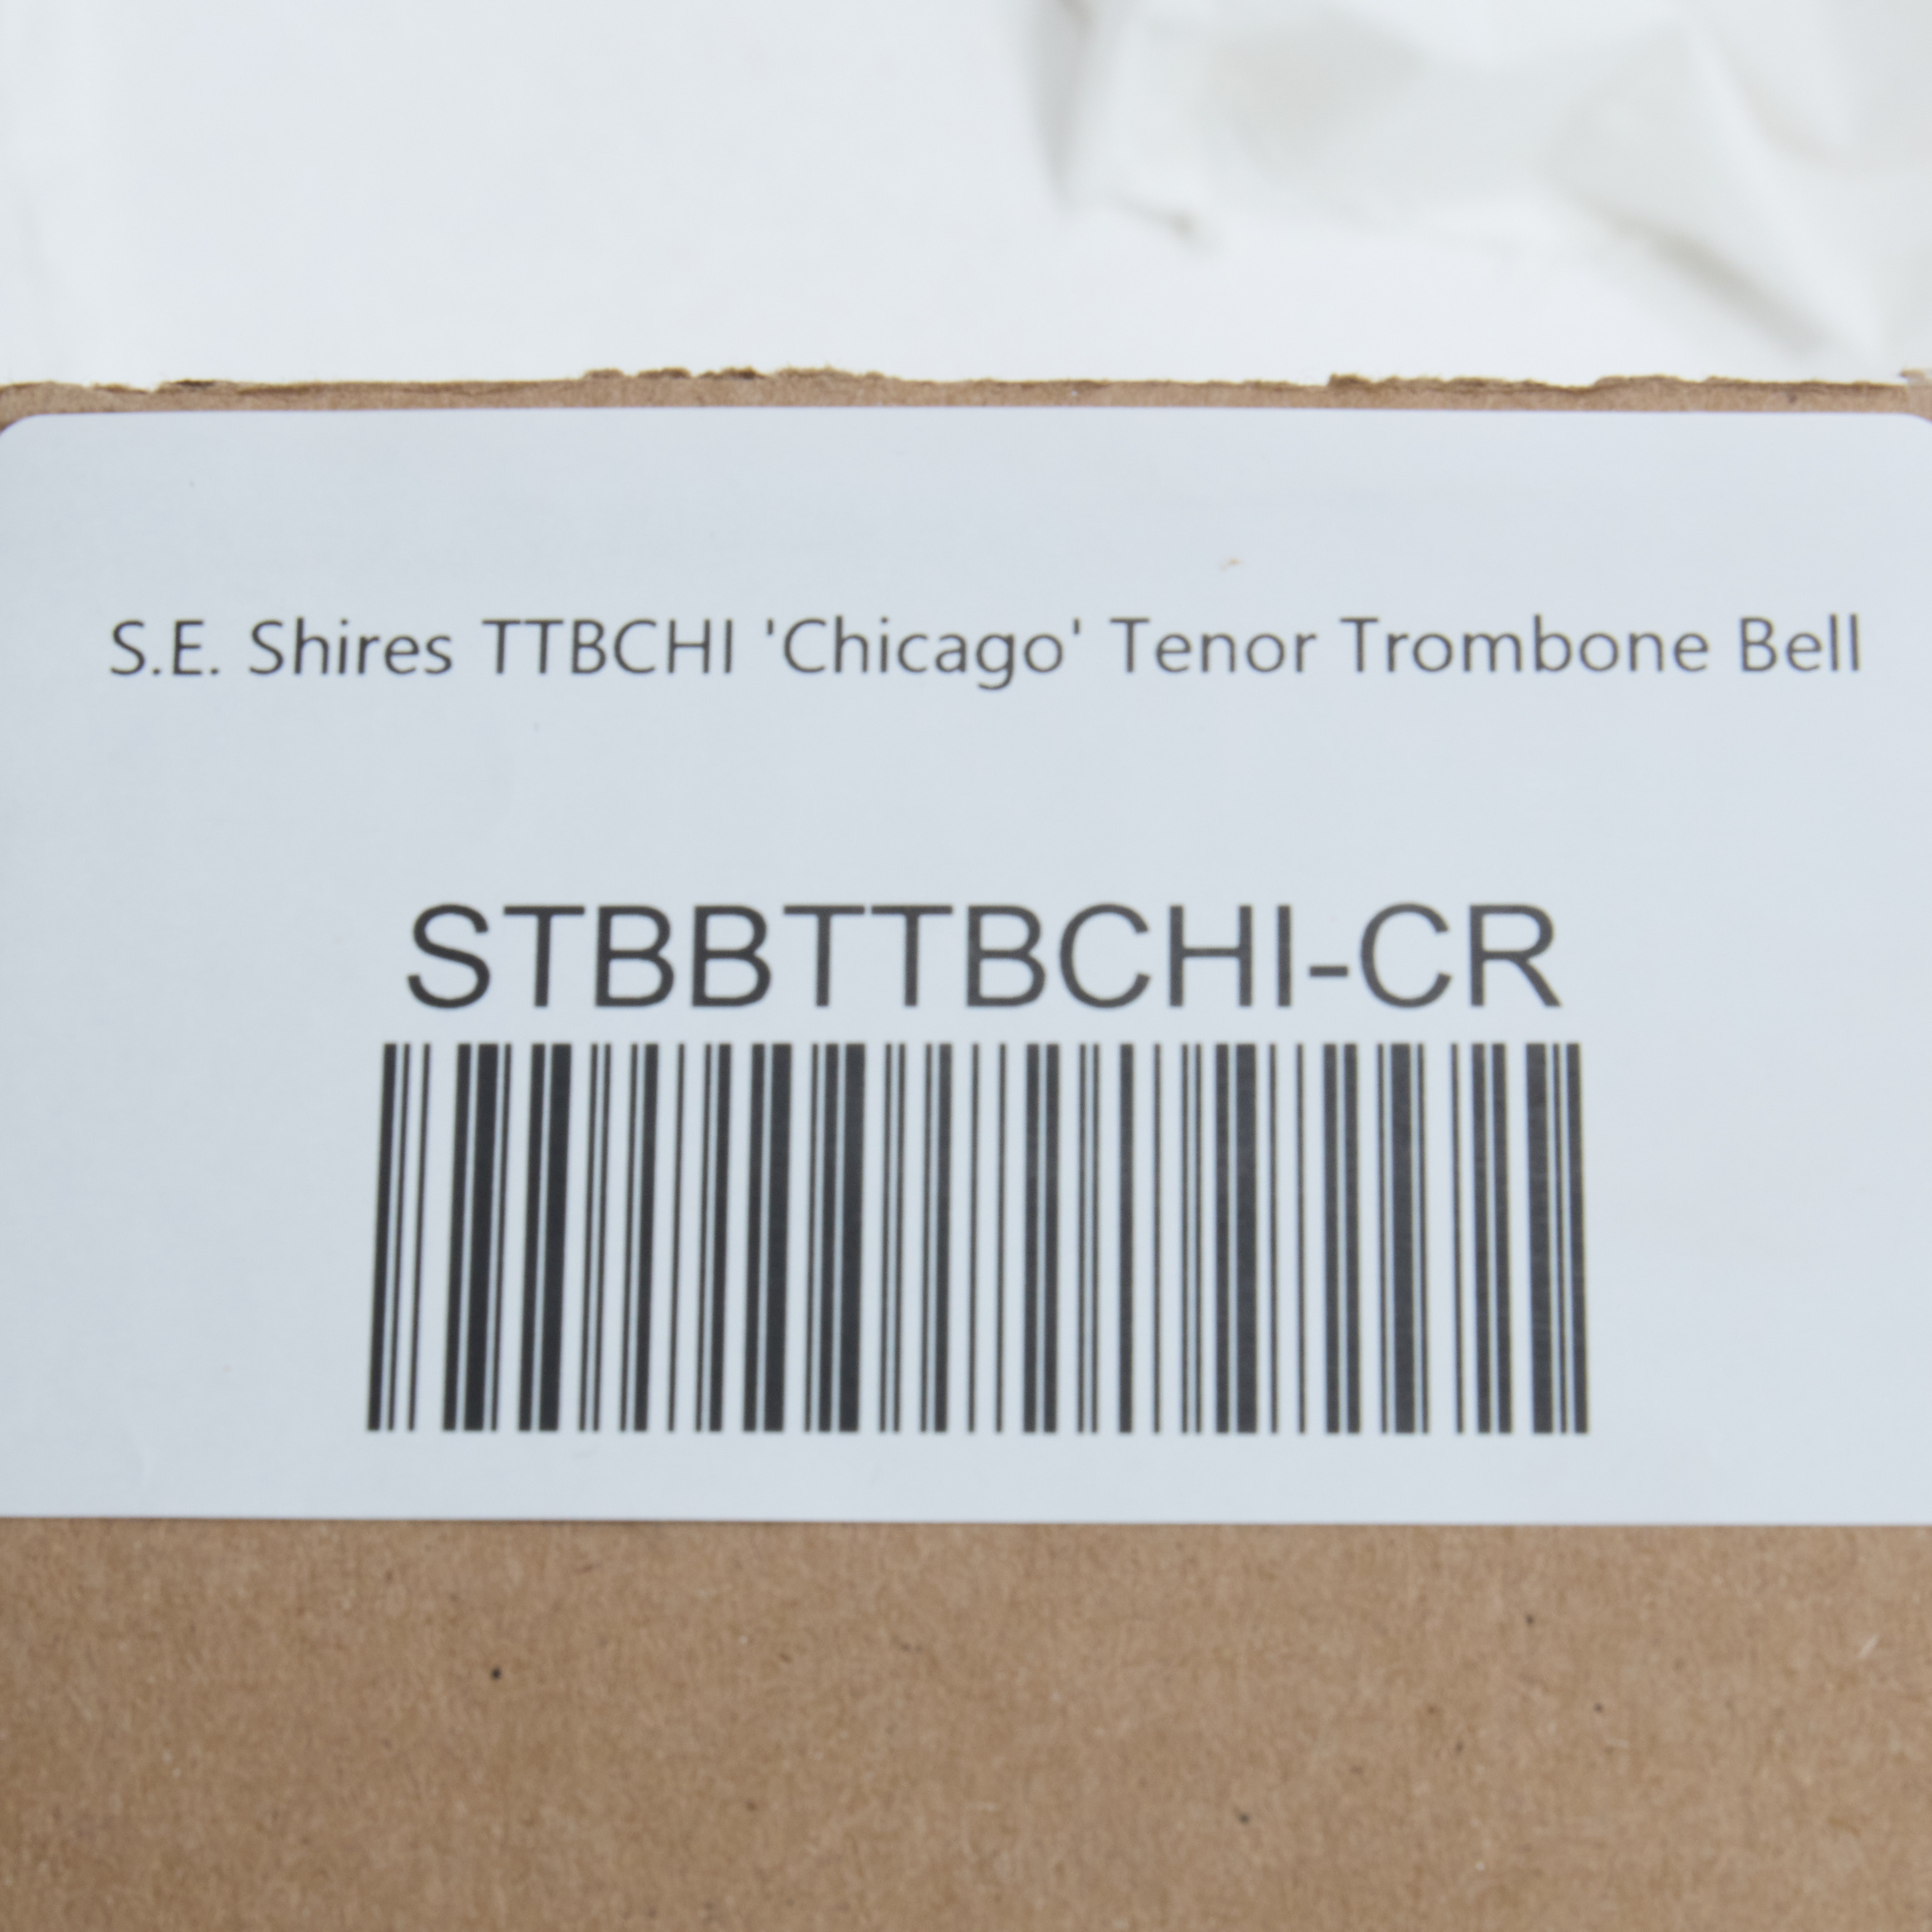 S.E. Shires TTBCHI 'Chicago' Tenor Trombone Bell
STBBTTBCHI-CR